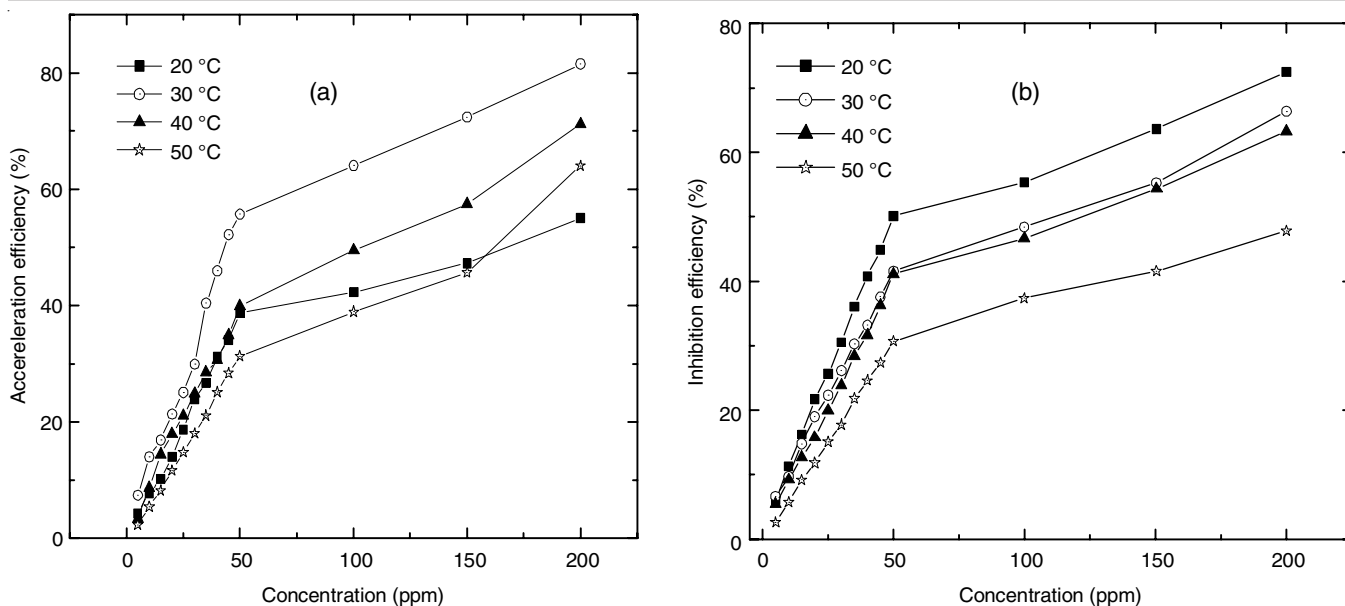 20 °C
30 °C
40 °C
50 °C
(a)
80
60
40
20
0
0 50 100 150 200
Accereleration efficiency (%)
Concentration (ppm)
20 °C
30 °C
40 °C
50 °C
(b)
80
60
40
20
0
0 50 100 150 200
Inhibition efficiency (%)
Concentration (ppm)